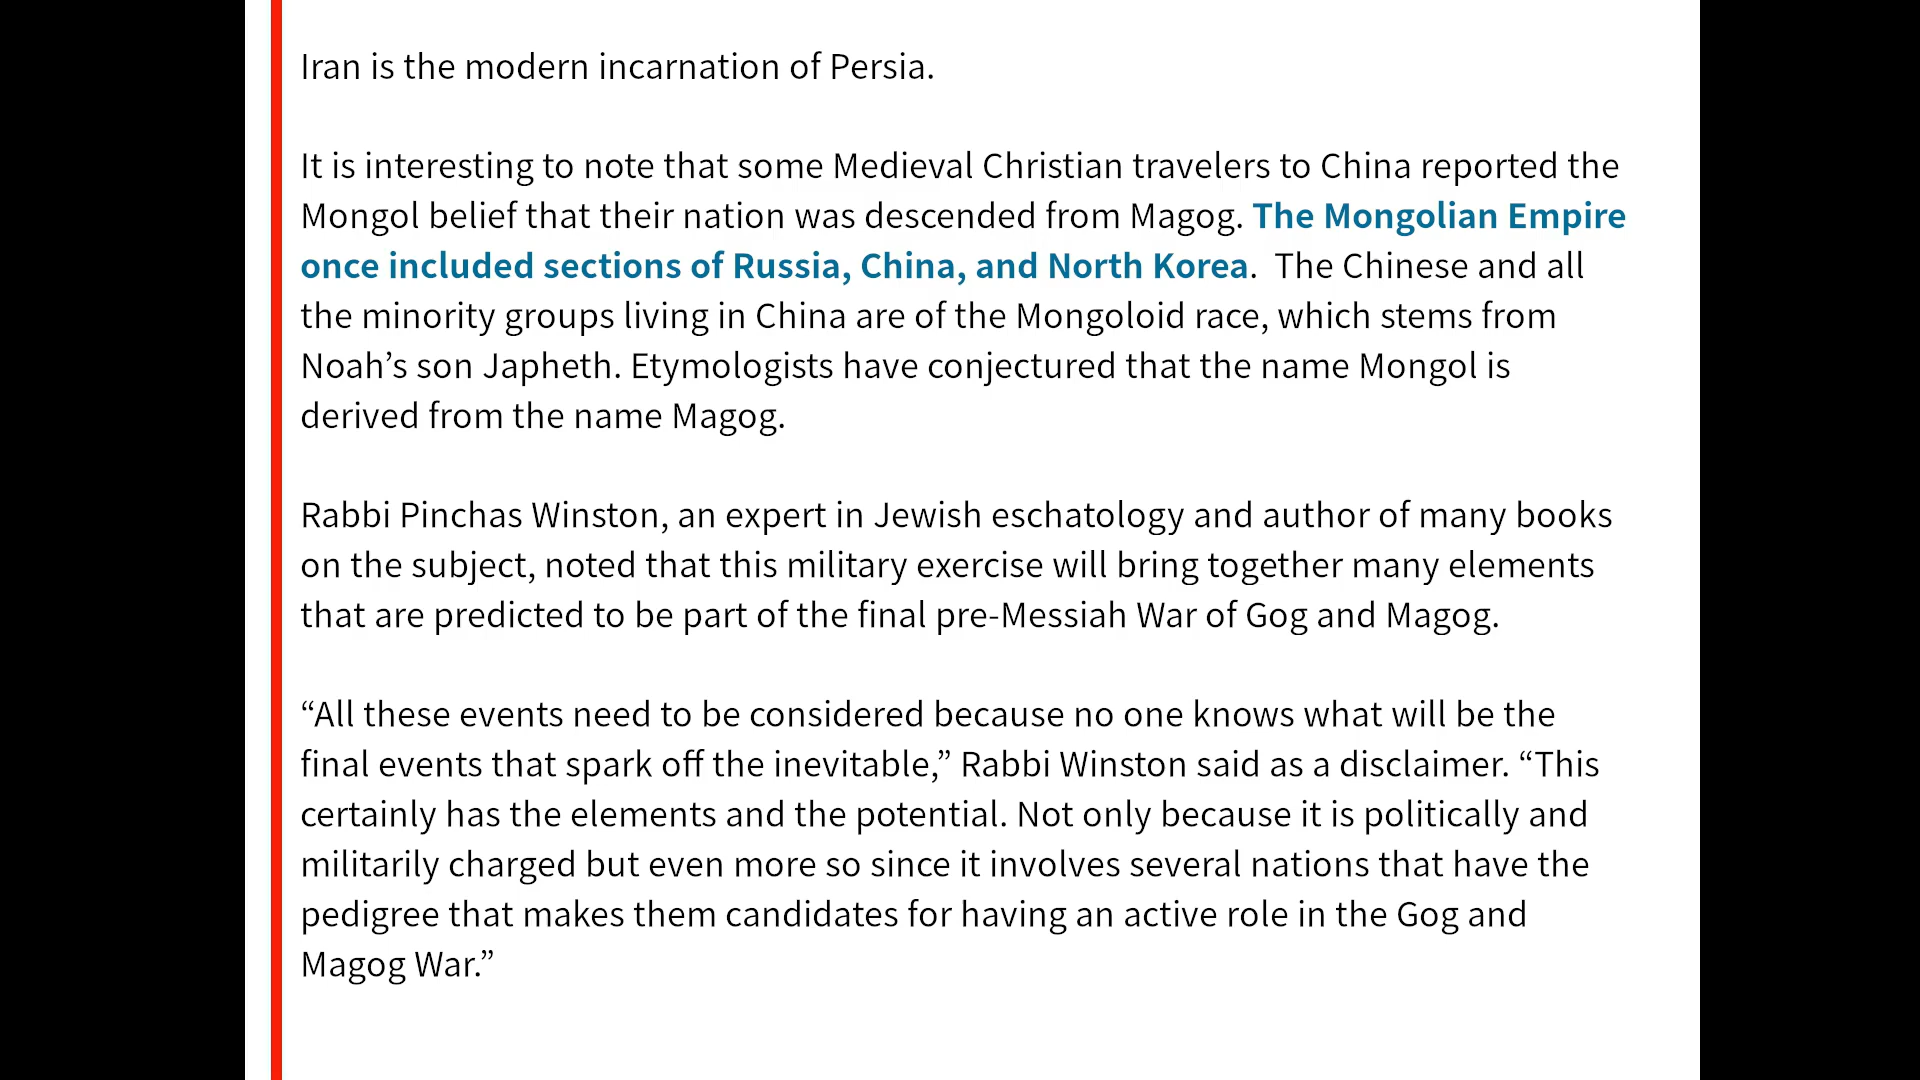 Iran is the modern incarnation of Persia.
It is interesting to note that some Medieval Christian travelers to China reported the
Mongol belief that their nation was descended from Magog. The Mongolian Empire
once included sections of Russia, China, and North Korea.  The Chinese and all
the minority groups living in China are of the Mongoloid race, which stems from
Noah’s son Japheth. Etymologists have conjectured that the name Mongol is
derived from the name Magog.
Rabbi Pinchas Winston, an expert in Jewish eschatology and author of many books
on the subject, noted that this military exercise will bring together many elements
that are predicted to be part of the final pre-Messiah War of Gog and Magog.
“All these events need to be considered because no one knows what will be the
final events that spark off the inevitable,” Rabbi Winston said as a disclaimer. “This
certainly has the elements and the potential. Not only because it is politically and
militarily charged but even more so since it involves several nations that have the
pedigree that makes them candidates for having an active role in the Gog and
Magog War.”